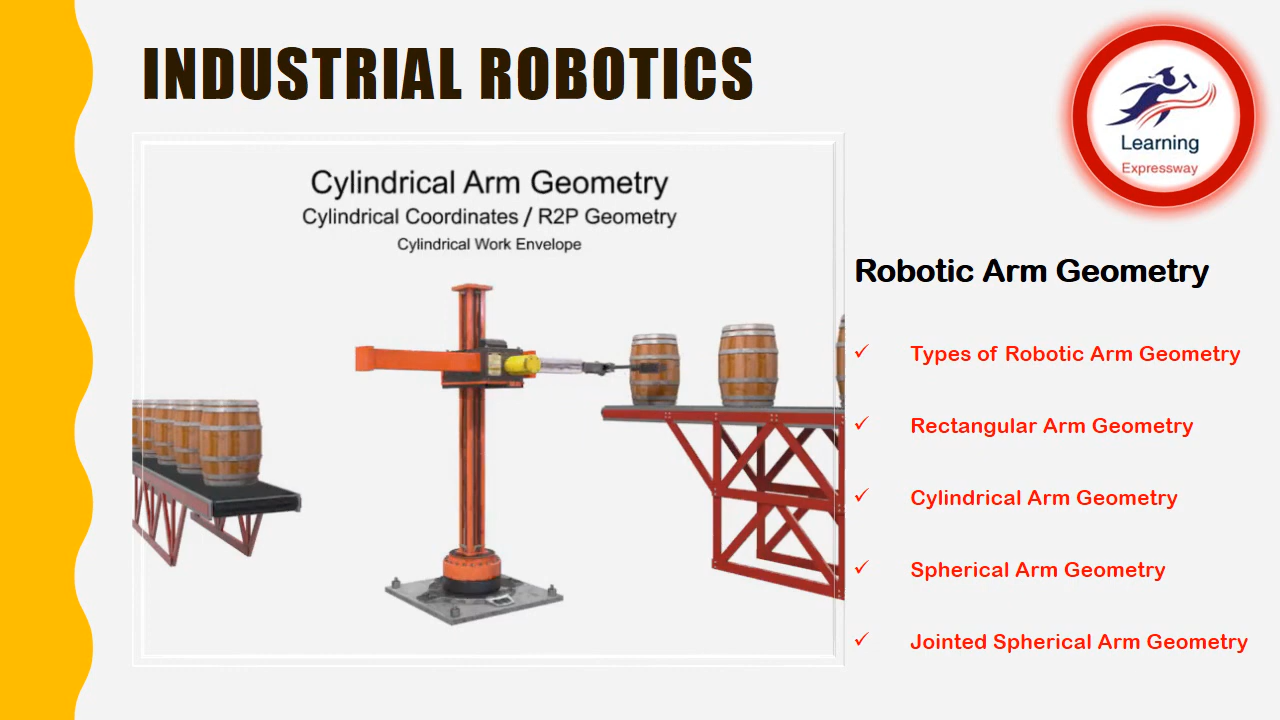 INDUSTRIAL ROBOTICS
Learning
Expressway
Cylindrical Arm Geometry
Cylindrical Coordinates / R2P Geometry
Cylindrical Work Envelope
Robotic Arm Geometry
Types of Robotic Arm Geometry
Rectangular Arm Geometry
Cylindrical Arm Geometry
Spherical Arm Geometry
Jointed Spherical Arm Geometry